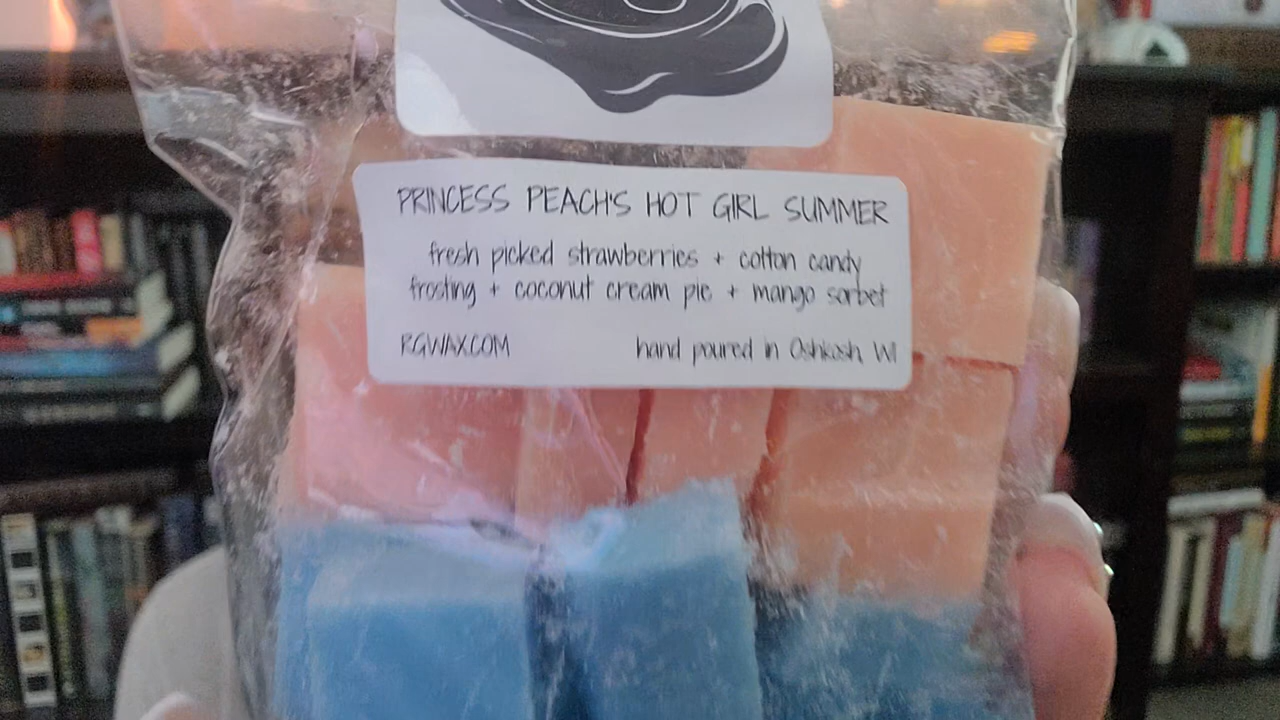 PRINCESS PEACH'S HOT GIRL SUMMER
fresh picked strawberries + cotton candy
frosting + coconut cream pie + mango sorbet
RGWAX.COM hand poured in Oshkosh, WI